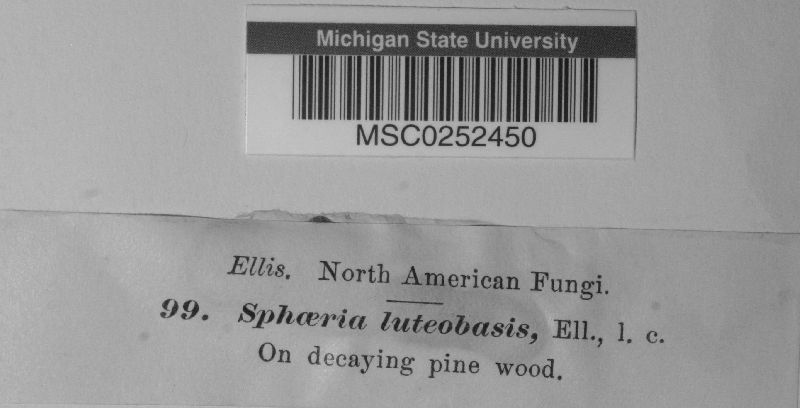 Michigan State University
MSC0252450
Ellis. North American Fungi.
99. Sphæria luteobasis, Ell., l. c.
On decaying pine wood.